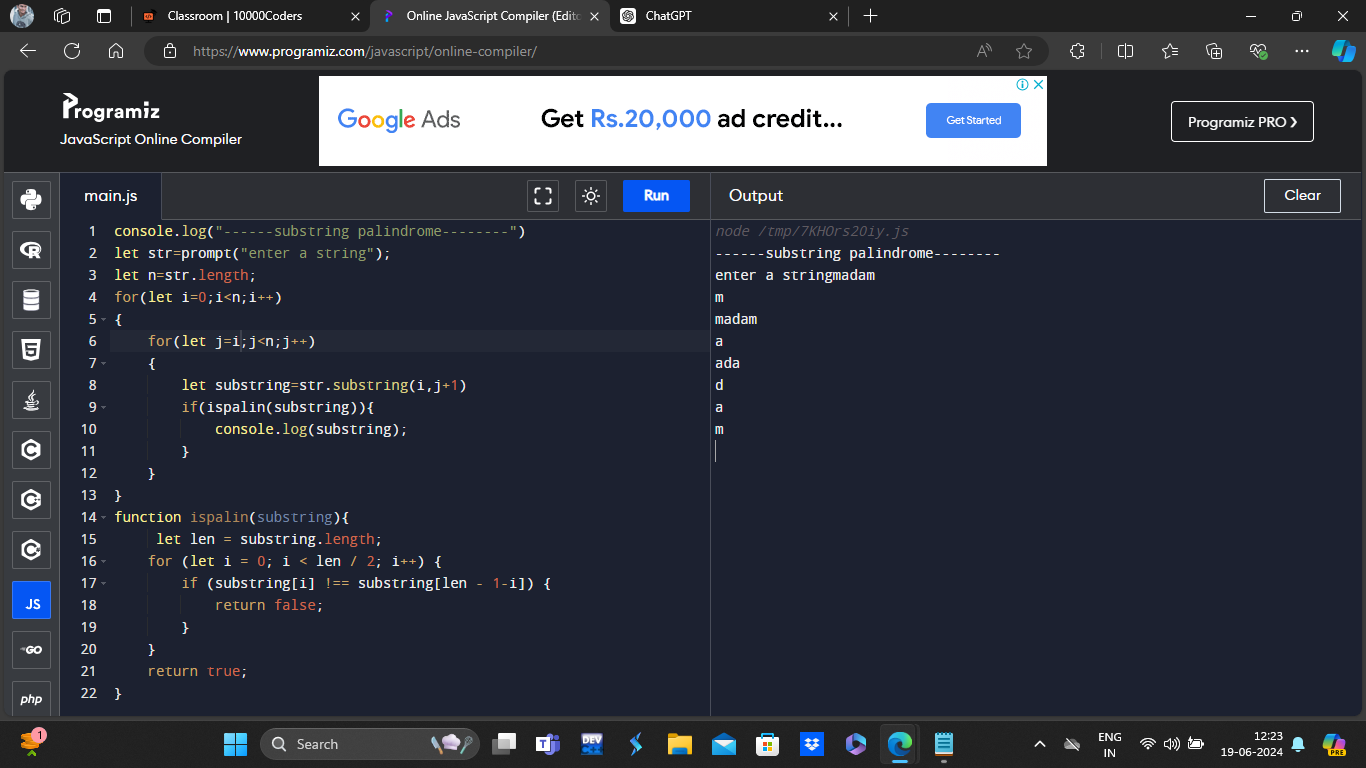 Classroom | 10000Coders
Online JavaScript Compiler (Edito
ChatGPT
https://www.programiz.com/javascript/online-compiler/
Programiz
JavaScript Online Compiler
Google Ads
Get Rs.20,000 ad credit...
Get Started
Programiz PRO ❯
main.js
Run
Output
Clear
1 console.log("------substring palindrome--------")
2 let str=prompt("enter a string");
3 let n=str.length;
4 for(let i=0;i<n;i++)
5 {
6 for(let j=i;j<n;j++)
7 {
8 let substring=str.substring(i,j+1)
9 if(ispalin(substring)){
10 console.log(substring);
11 }
12 }
13 }
14 function ispalin(substring){
15 let len = substring.length;
16 for (let i = 0; i < len / 2; i++) {
17 if (substring[i] !== substring[len - 1-i]) {
18 return false;
19 }
20 }
21 return true;
22 }
node /tmp/7KHOrs20iy.js
------substring palindrome--------
enter a stringmadam
m
madam
a
ada
d
a
m
JS
GO
php
1
Search
DEV
ENG
IN
12:23
19-06-2024
PRE